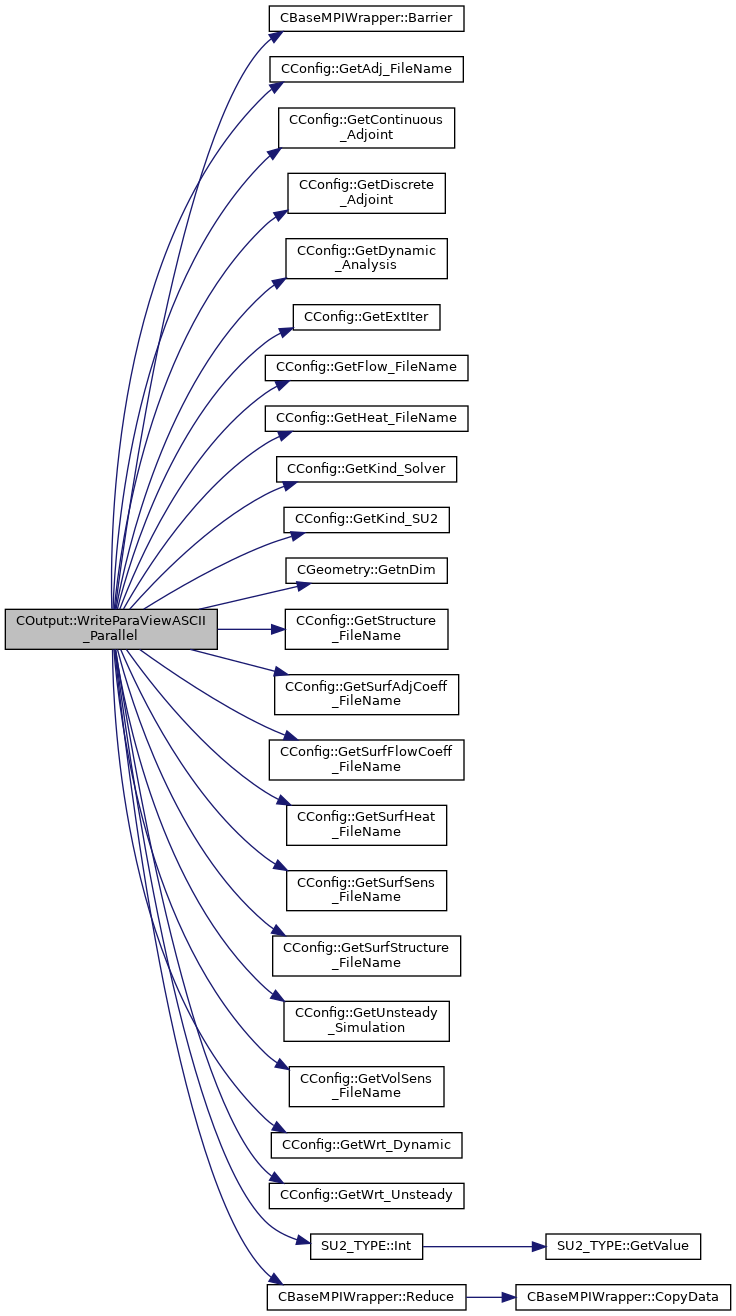 CBaseMPIWrapper::Barrier
CConfig::GetAdj_FileName
CConfig::GetContinuous
_Adjoint
CConfig::GetDiscrete
_Adjoint
CConfig::GetDynamic
_Analysis
CConfig::GetExtIter
CConfig::GetFlow_FileName
CConfig::GetHeat_FileName
CConfig::GetKind_Solver
CConfig::GetKind_SU2
CGeometry::GetnDim
COutput::WriteParaViewASCII
_Parallel
CConfig::GetStructure
_FileName
CConfig::GetSurfAdjCoeff
_FileName
CConfig::GetSurfFlowCoeff
_FileName
CConfig::GetSurfHeat
_FileName
CConfig::GetSurfSens
_FileName
CConfig::GetSurfStructure
_FileName
CConfig::GetUnsteady
_Simulation
CConfig::GetVolSens
_FileName
CConfig::GetWrt_Dynamic
CConfig::GetWrt_Unsteady
SU2_TYPE::Int
SU2_TYPE::GetValue
CBaseMPIWrapper::Reduce
CBaseMPIWrapper::CopyData